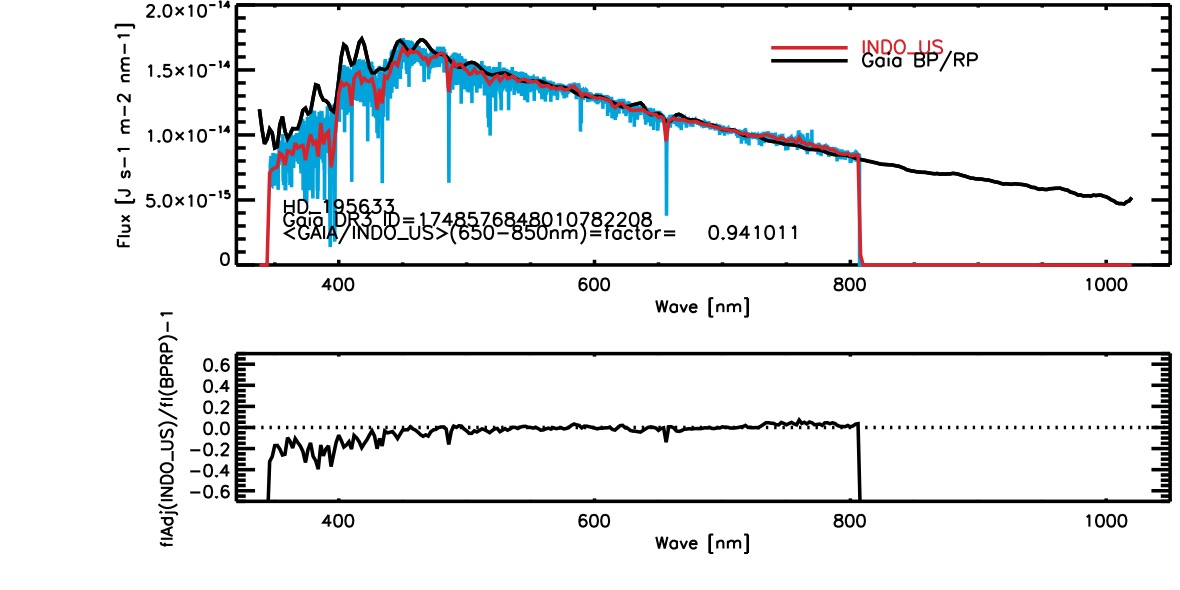 2.0×10⁻¹⁴
1.5×10⁻¹⁴
1.0×10⁻¹⁴
5.0×10⁻¹⁵
0
Flux [J s−1 m−2 nm−1]
INDO_US
Gaia BP/RP
HD_195633
Gaia DR3 ID=1748576848010782208
<GAIA/INDO_US>(650−850nm)=factor= 0.941011
400 600 800 1000
Wave [nm]
flAdj(INDO_US)/fl(BPRP)−1
0.6
0.4
0.2
0.0
−0.2
−0.4
−0.6
400 600 800 1000
Wave [nm]